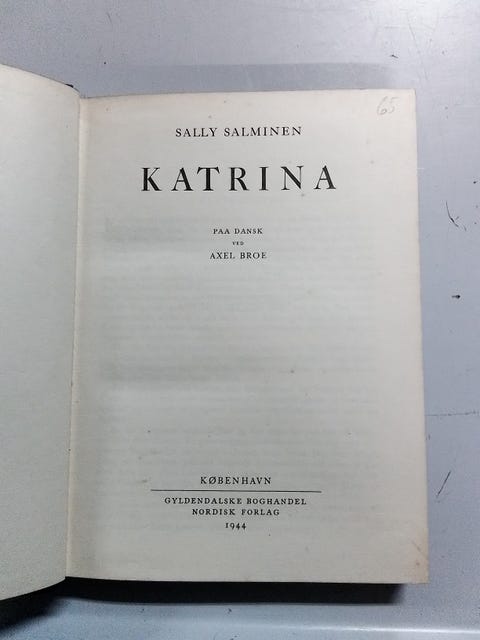 65
SALLY SALMINEN
KATRINA
PAA DANSK
VED
AXEL BROE
KØBENHAVN
GYLDENDALSKE BOGHANDEL
NORDISK FORLAG
1944